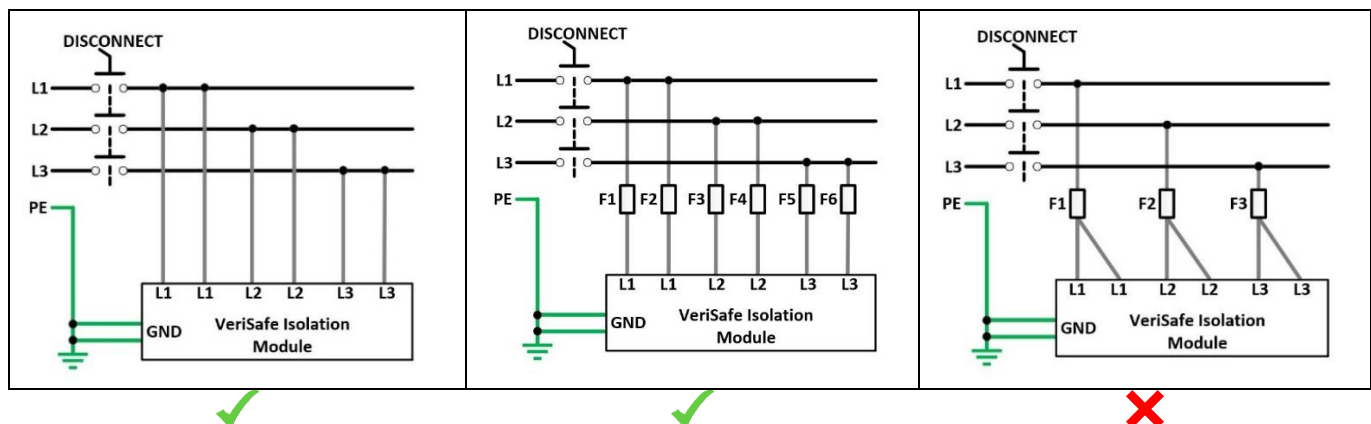 DISCONNECT
L1
L2
L3
PE
L1 L1 L2 L2 L3 L3
GND
VeriSafe Isolation
Module
DISCONNECT
L1
L2
L3
PE
F1 F2 F3 F4 F5 F6
L1 L1 L2 L2 L3 L3
GND
VeriSafe Isolation
Module
DISCONNECT
L1
L2
L3
PE
F1 F2 F3
L1 L1 L2 L2 L3 L3
GND
VeriSafe Isolation
Module